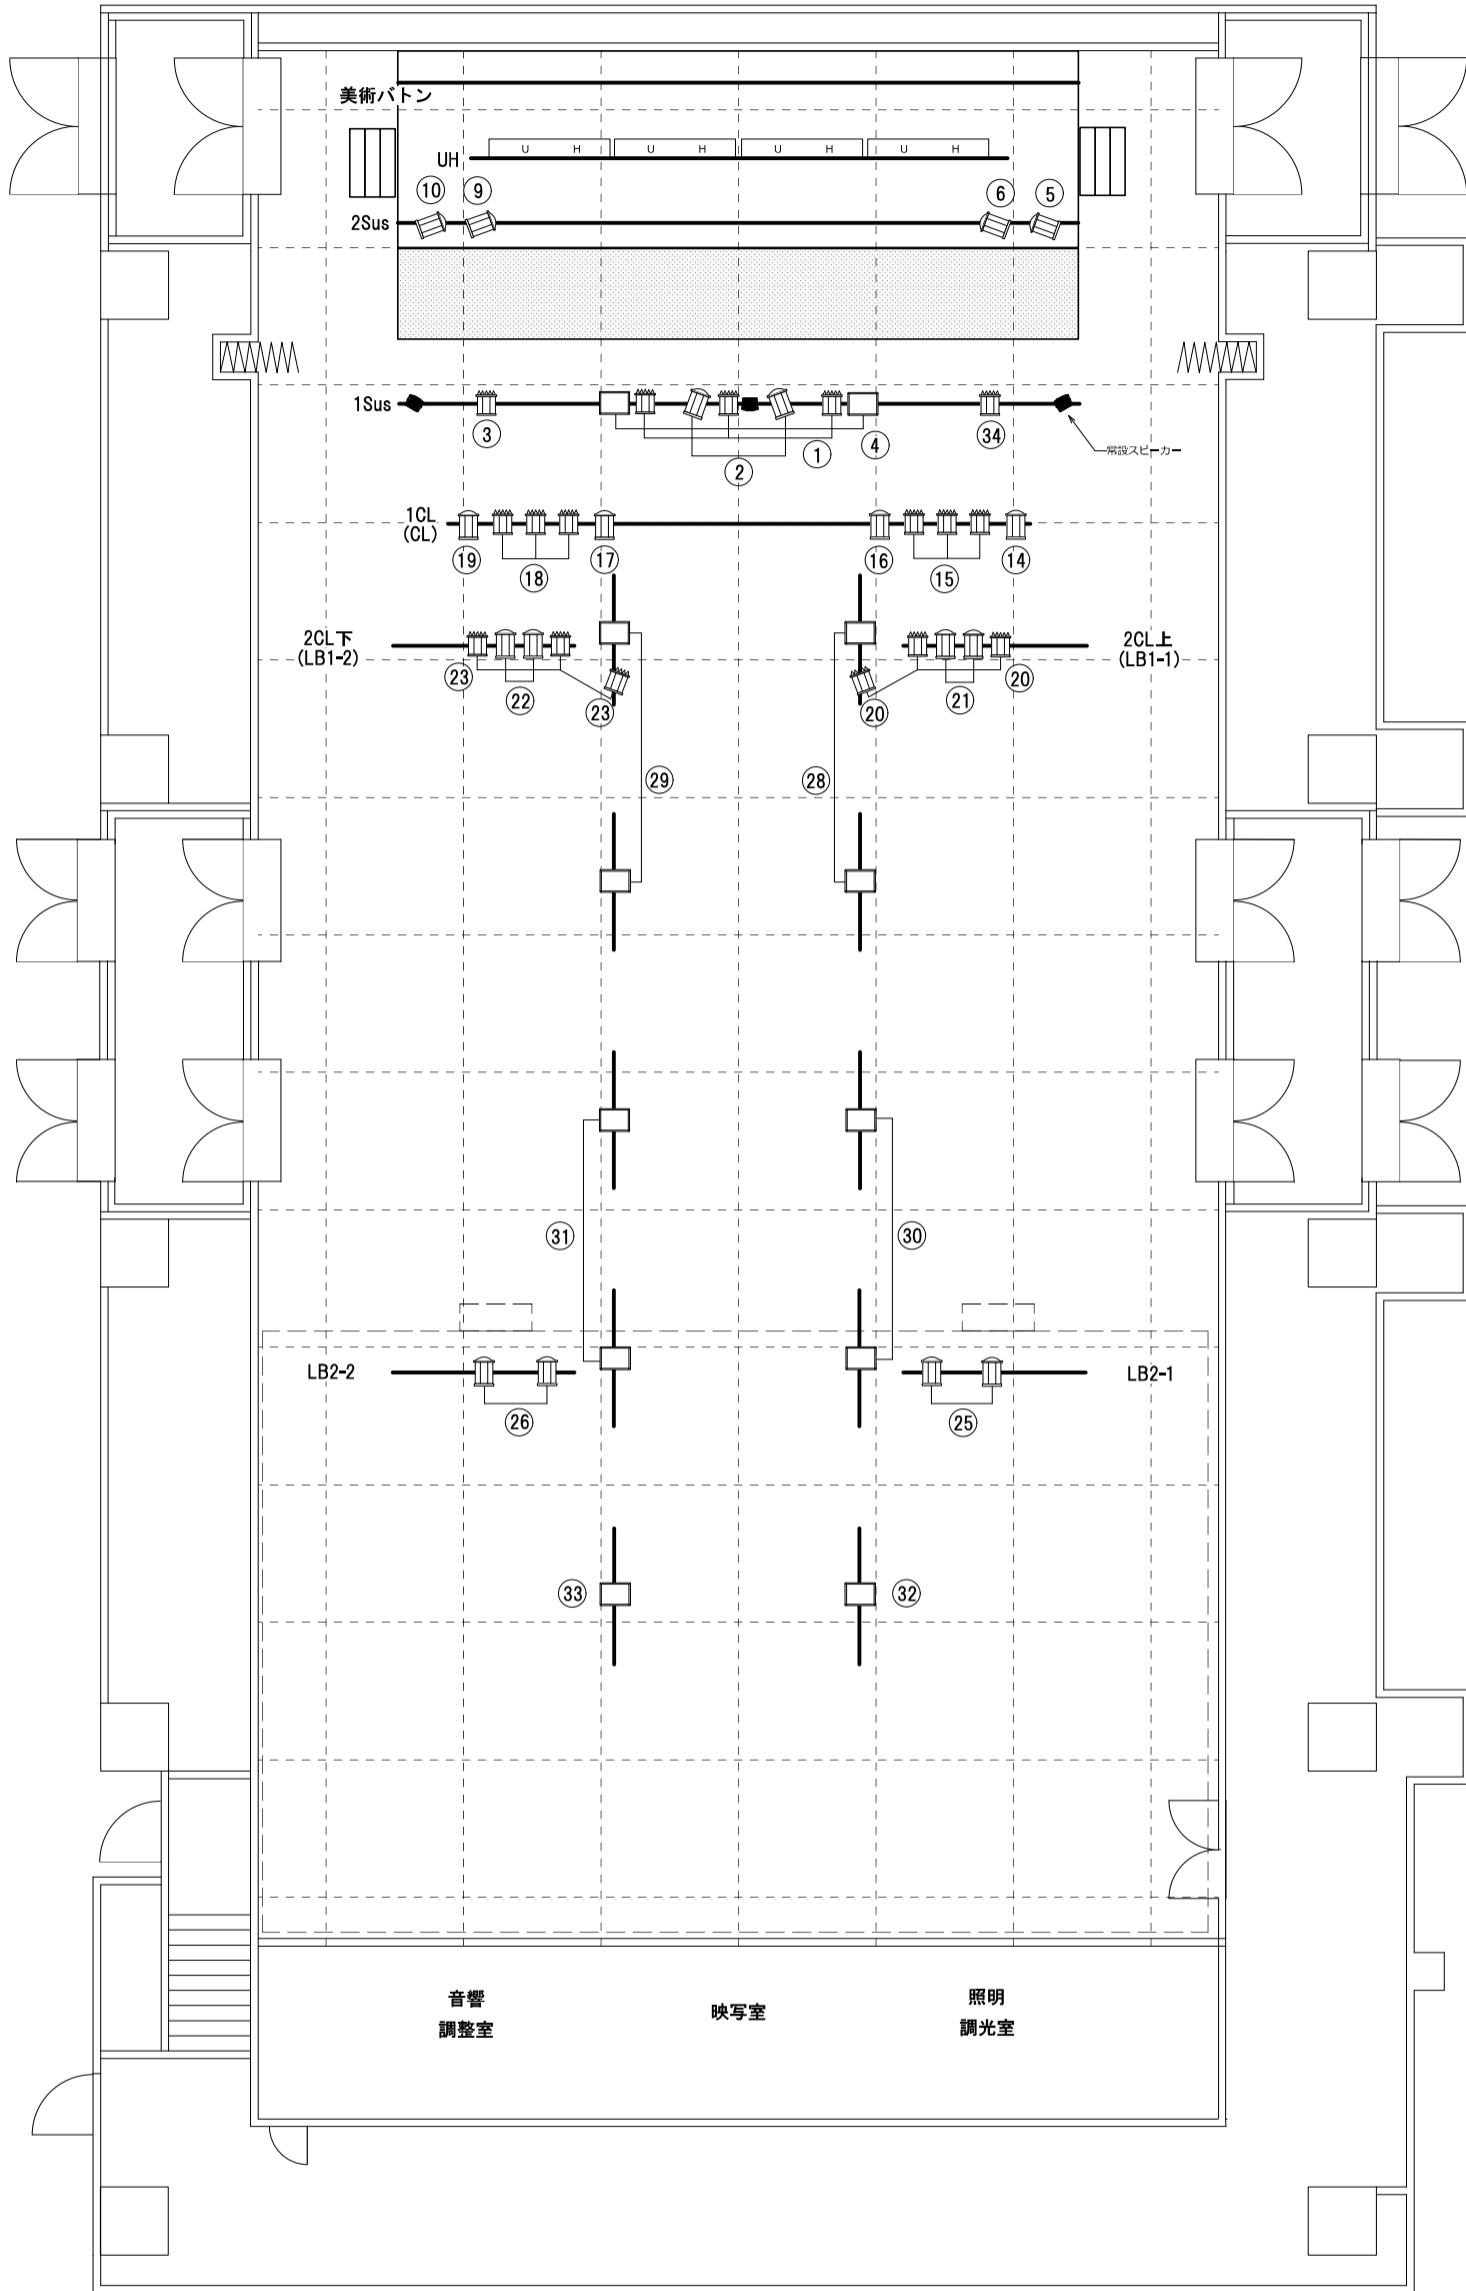 美術バトン
UH
U H U H U H U H
10 9 6 5
2Sus
1Sus
3 2 1 4 34
常設スピーカー
1CL
(CL)
19 18 17 16 15 14
2CL下
(LB1-2)
2CL上
(LB1-1)
23 22 23 20 21 20
29 28
31 30
LB2-2
LB2-1
26 25
33 32
音響
調整室
映写室
照明
調光室